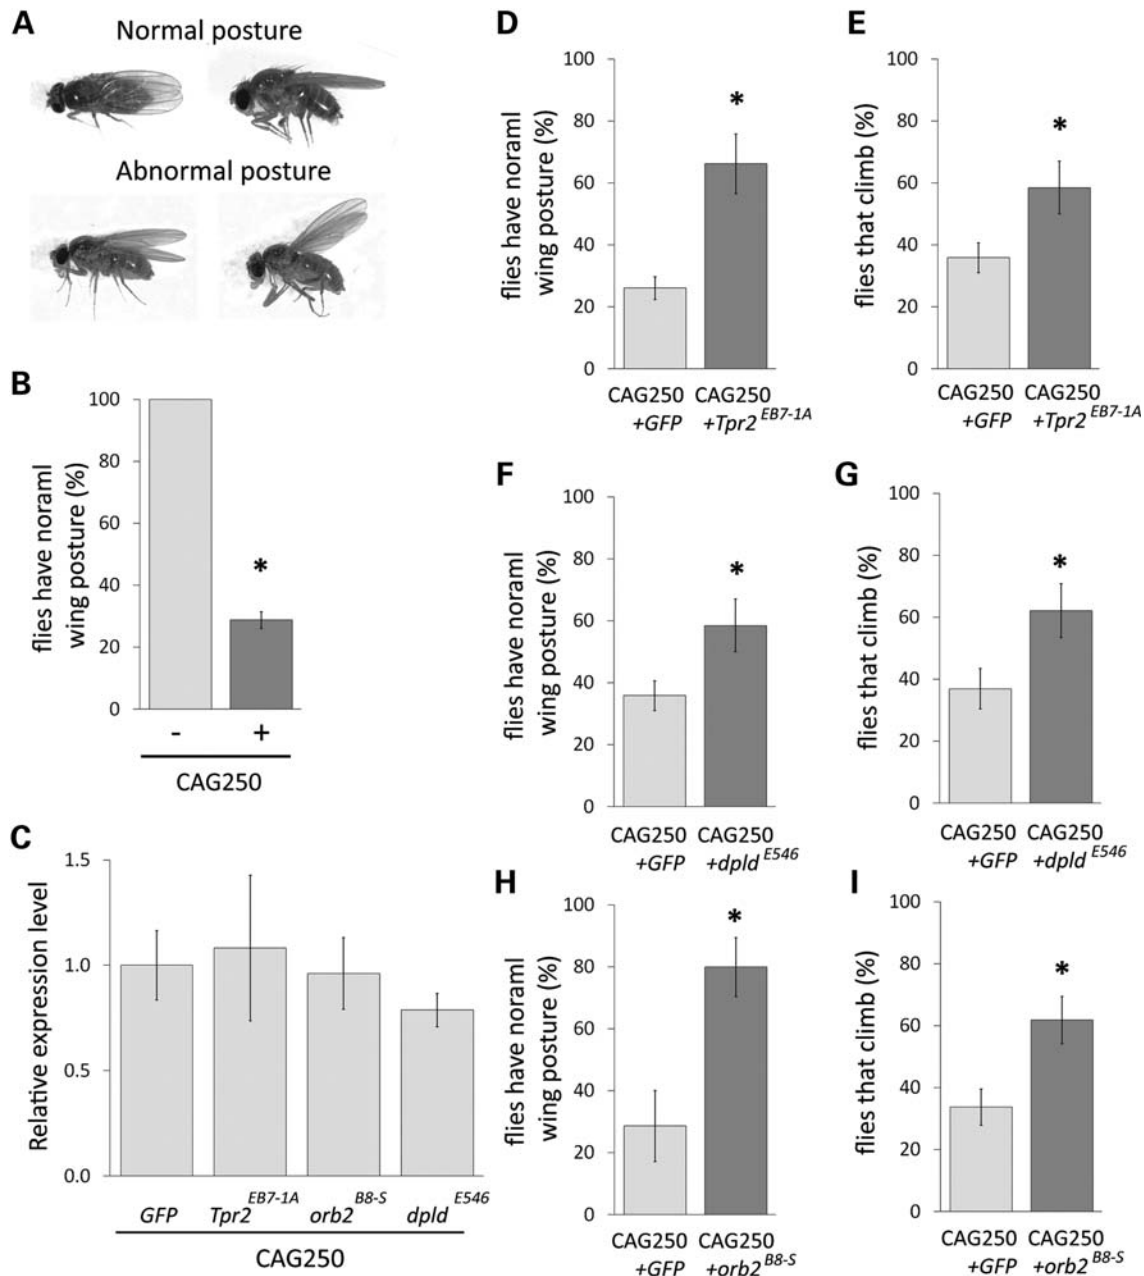 A
Normal posture
Abnormal posture
B
flies have noraml
wing posture (%)
100
80
60
40
20
0
- +
CAG250
C
Relative expression level
1.5
1.0
0.5
0.0
GFP Tpr2 EB7-1A orb2 B8-S dpld E546
CAG250
D
flies have noraml
wing posture (%)
100
80
60
40
20
0
*
CAG250 CAG250
+GFP +Tpr2 EB7-1A
E
flies that climb (%)
100
80
60
40
20
0
*
CAG250 CAG250
+GFP +Tpr2 EB7-1A
F
flies have noraml
wing posture (%)
100
80
60
40
20
0
*
CAG250 CAG250
+GFP +dpld E546
G
flies that climb (%)
100
80
60
40
20
0
*
CAG250 CAG250
+GFP +dpld E546
H
flies have noraml
wing posture (%)
100
80
60
40
20
0
*
CAG250 CAG250
+GFP +orb2 B8-S
I
flies that climb (%)
100
80
60
40
20
0
*
CAG250 CAG250
+GFP +orb2 B8-S